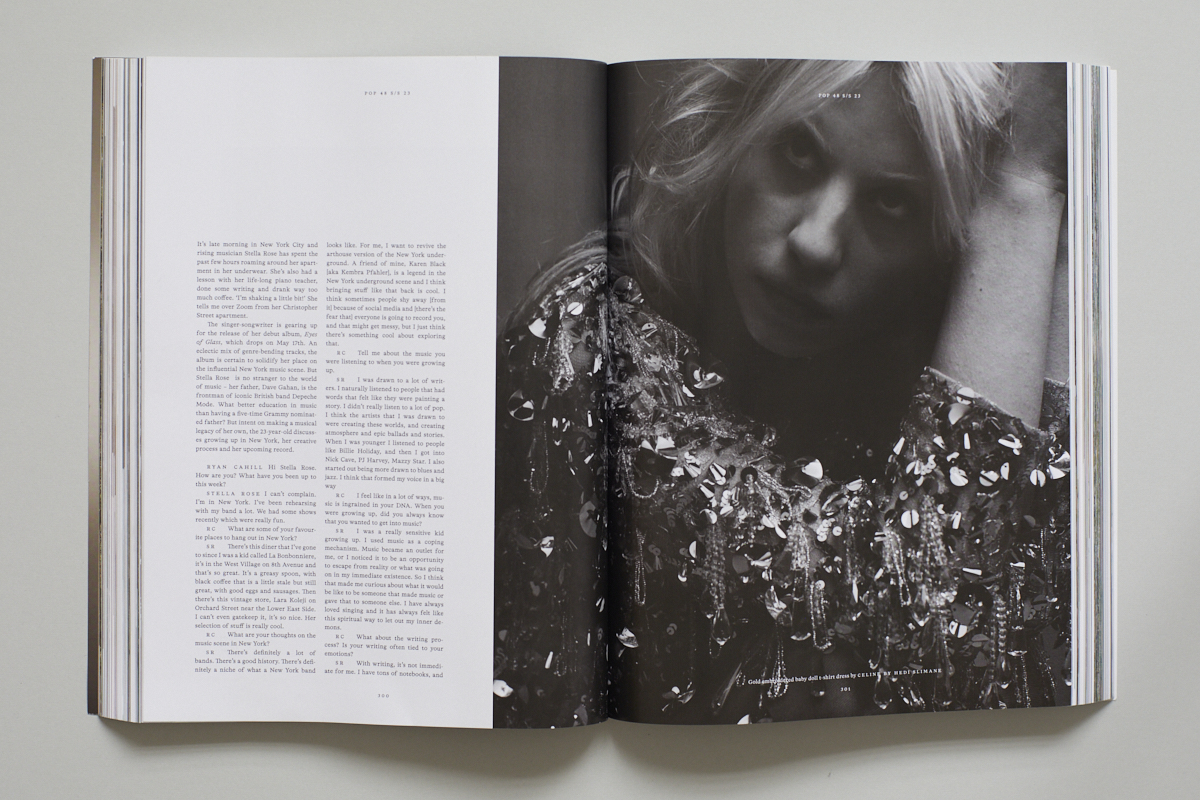 POP 48 S/S 23
It's late morning in New York City and
rising musician Stella Rose has spent the
past few hours roaming around her apart-
ment in her underwear. She's also had a
lesson with her life-long piano teacher,
done some writing and drank way too
much coffee. 'I'm shaking a little bit!' She
tells me over Zoom from her Christopher
Street apartment.
The singer-songwriter is gearing up
for the release of her debut album, Eyes
of Glass, which drops on May 17th. An
eclectic mix of genre-bending tracks, the
album is certain to solidify her place on
the influential New York music scene. But
Stella Rose is no stranger to the world
of music – her father, Dave Gahan, is the
frontman of iconic British band Depeche
Mode. What better education in music
than having a five-time Grammy nominat-
ed father? But intent on making a musical
legacy of her own, the 23-year-old discuss-
es growing up in New York, her creative
process and her upcoming record.
RYAN CAHILL Hi Stella Rose.
How are you? What have you been up to
this week?
STELLA ROSE I can't complain.
I'm in New York. I've been rehearsing
with my band a lot. We had some shows
recently which were really fun.
RC What are some of your favour-
ite places to hang out in New York?
SR There's this diner that I've gone
to since I was a kid called La Bonbonniere,
it's in the West Village on 8th Avenue and
that's so great. It's a greasy spoon, with
black coffee that is a little stale but still
great, with good eggs and sausages. Then
there's this vintage store, Lara Koleji on
Orchard Street near the Lower East Side.
I can't even gatekeep it, it's so nice. Her
selection of stuff is really cool.
RC What are your thoughts on the
music scene in New York?
SR There's definitely a lot of
bands. There's a good history. There's defi-
nitely a niche of what a New York band
looks like. For me, I want to revive the
arthouse version of the New York under-
ground. A friend of mine, Karen Black
[aka Kembra Pfahler], is a legend in the
New York underground scene and I think
bringing stuff like that back is cool. I
think sometimes people shy away [from
it] because of social media and [there's the
fear that] everyone is going to record you,
and that might get messy, but I just think
there's something cool about exploring
that.
RC Tell me about the music you
were listening to when you were growing
up.
SR I was drawn to a lot of writ-
ers. I naturally listened to people that had
words that felt like they were painting a
story. I didn't really listen to a lot of pop.
I think the artists that I was drawn to
were creating these worlds, and creating
atmosphere and epic ballads and stories.
When I was younger I listened to people
like Billie Holiday, and then I got into
Nick Cave, PJ Harvey, Mazzy Star. I also
started out being more drawn to blues and
jazz. I think that formed my voice in a big
way.
RC I feel like in a lot of ways, mu-
sic is ingrained in your DNA. When you
were growing up, did you always know
that you wanted to get into music?
SR I was a really sensitive kid
growing up. I used music as a coping
mechanism. Music became an outlet for
me, or I noticed it to be an opportunity
to escape from reality or what was going
on in my immediate existence. So I think
that made me curious about what it would
be like to be someone that made music or
gave that to someone else. I have always
loved singing and it has always felt like
this spiritual way to let out my inner de-
mons.
RC What about the writing pro-
cess? Is your writing often tied to your
emotions?
SR With writing, it's not immedi-
ate for me. I have tons of notebooks, and
300
POP 48 S/S 23
Gold embroidered baby doll t-shirt dress by CELINE BY HEDI SLIMANE
301